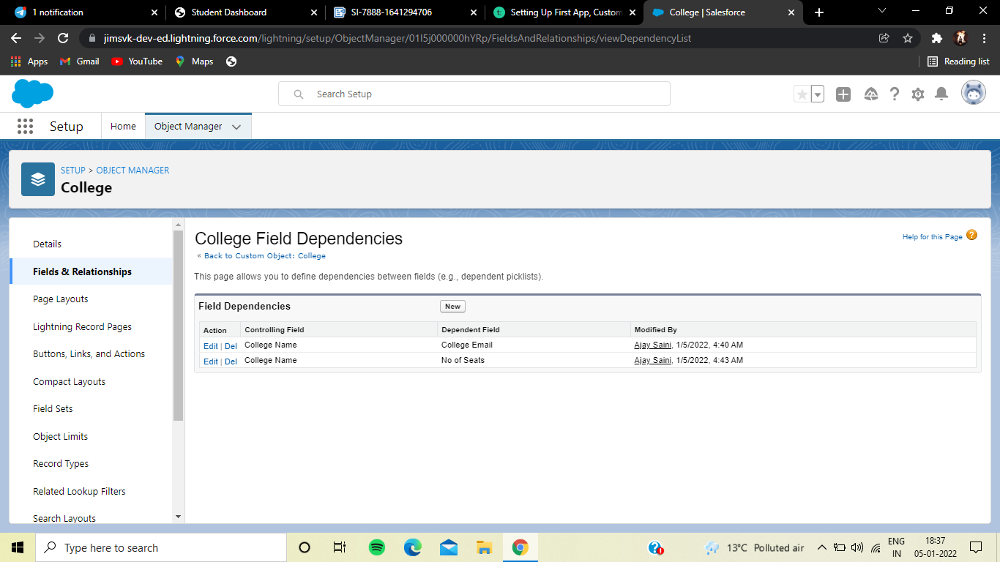 1 notification
Student Dashboard
SI-7888-1641294706
Setting Up First App, Custom
College | Salesforce
jimsvk-dev-ed.lightning.force.com/lightning/setup/ObjectManager/01I5j000000hYRp/FieldsAndRelationships/viewDependencyList
Apps
Gmail
YouTube
Maps
Reading list
Search Setup
Setup
Home
Object Manager
SETUP > OBJECT MANAGER
College
Details
Fields & Relationships
Page Layouts
Lightning Record Pages
Buttons, Links, and Actions
Compact Layouts
Field Sets
Object Limits
Record Types
Related Lookup Filters
Search Layouts
College Field Dependencies
Help for this Page ?
« Back to Custom Object: College
This page allows you to define dependencies between fields (e.g., dependent picklists).
Field Dependencies
New
Action Controlling Field Dependent Field Modified By
Edit | Del College Name College Email Ajay Saini, 1/5/2022, 4:40 AM
Edit | Del College Name No of Seats Ajay Saini, 1/5/2022, 4:43 AM
Type here to search
13°C Polluted air
ENG
IN
18:37
05-01-2022